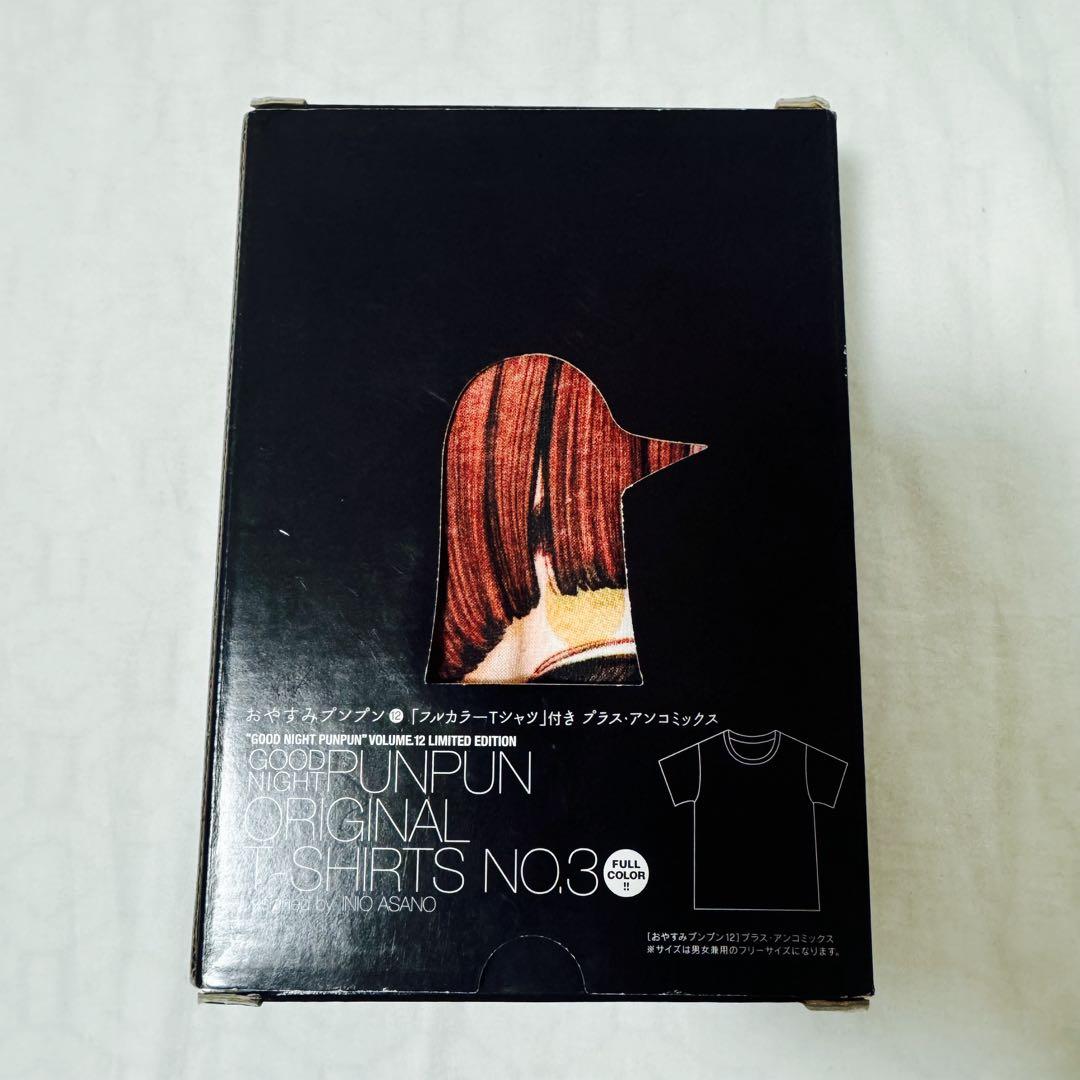 おやすみプンプン⓬「フルカラーTシャツ」付き プラス・アンコミックス
"GOOD NIGHT PUNPUN" VOLUME.12 LIMITED EDITION
GOOD NIGHT PUNPUN
ORIGINAL
T-SHIRTS NO.3
FULL
COLOR
!!
by INIO ASANO
[おやすみプンプン12]プラス・アンコミックス
※サイズは男女兼用のフリーサイズになります。